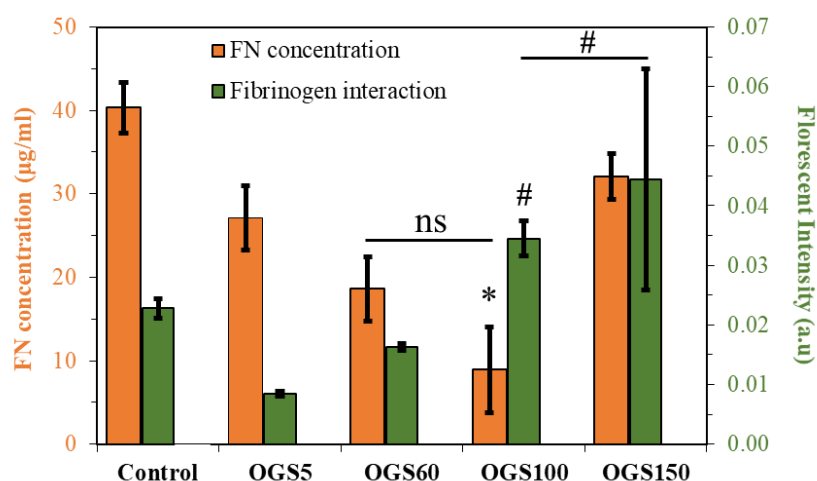 FN concentration
Fibrinogen interaction
FN concentration (µg/ml)
50
40
30
20
10
0
Florescent Intensity (a.u)
0.07
0.06
0.05
0.04
0.03
0.02
0.01
0.00
ns
*
#
#
Control OGS5 OGS60 OGS100 OGS150